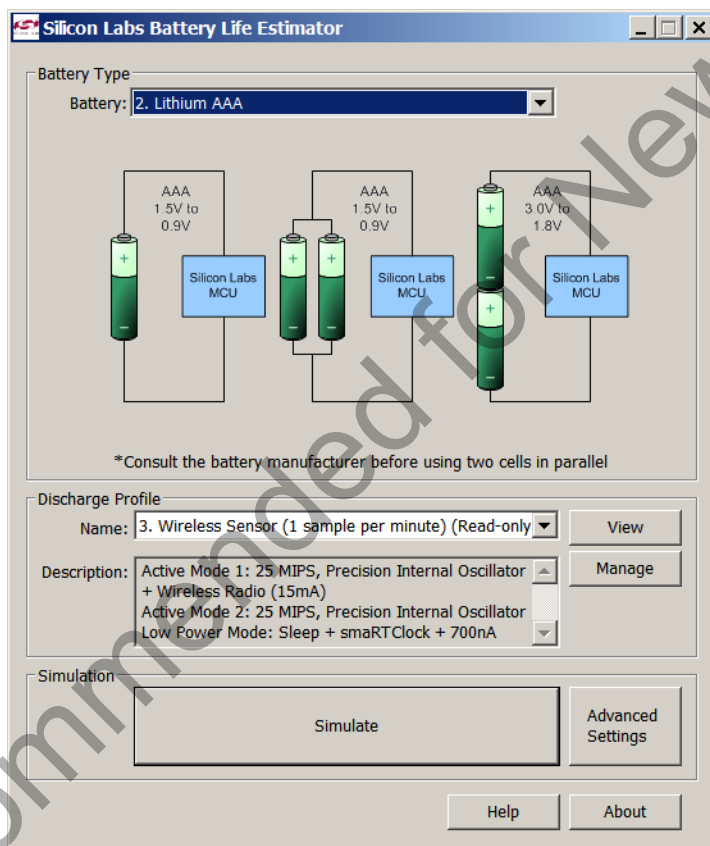 Silicon Labs Battery Life Estimator
Battery Type
Battery: 2. Lithium AAA
AAA
1.5V to
0.9V
Silicon Labs
MCU
AAA
1.5V to
0.9V
Silicon Labs
MCU
AAA
3.0V to
1.8V
Silicon Labs
MCU
*Consult the battery manufacturer before using two cells in parallel
Discharge Profile
Name: 3. Wireless Sensor (1 sample per minute) (Read-only
View
Description: Active Mode 1: 25 MIPS, Precision Internal Oscillator
+ Wireless Radio (15mA)
Active Mode 2: 25 MIPS, Precision Internal Oscillator
Low Power Mode: Sleep + smaRTClock + 700nA
Manage
Simulation
Simulate
Advanced
Settings
Help
About
ommended for New